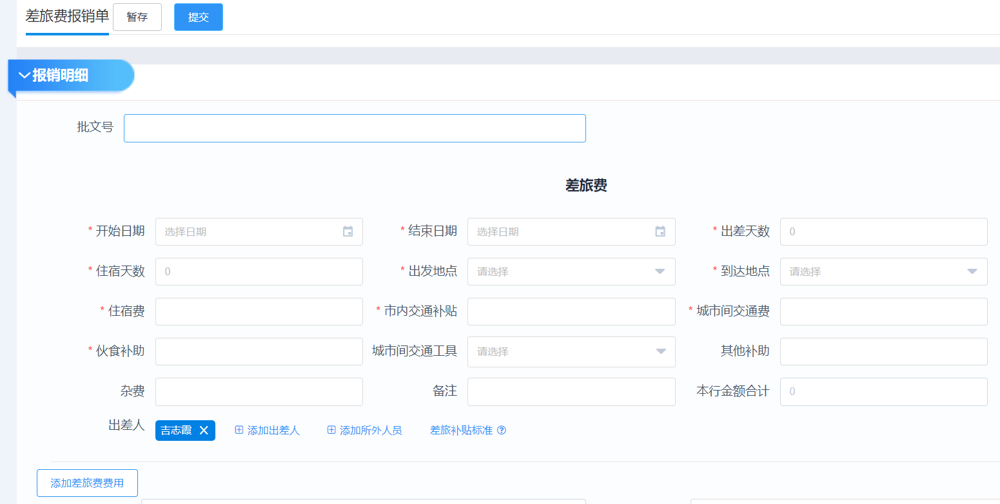 差旅费报销单 暂存 提交
报销明细
批文号
差旅费
* 开始日期 选择日期 * 结束日期 选择日期 * 出差天数 0
* 住宿天数 0 * 出发地点 请选择 * 到达地点 请选择
* 住宿费 * 市内交通补贴 * 城市间交通费
* 伙食补助 城市间交通工具 请选择 其他补助
杂费 备注 本行金额合计 0
出差人 吉志霞 添加出差人 添加所外人员 差旅补贴标准
添加差旅费费用